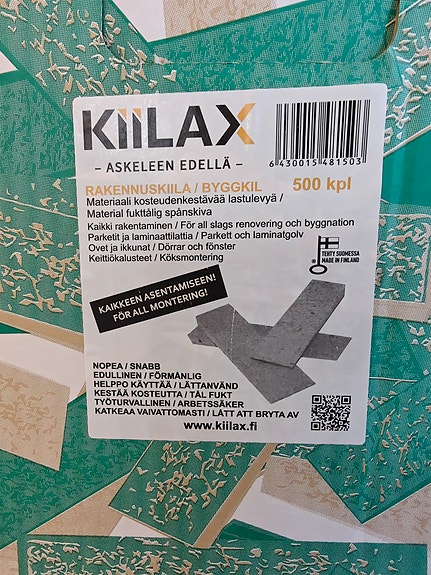 KIILAX
– ASKELEEN EDELLÄ –
6 430015 481503
RAKENNUSKIILA / BYGGKIL 500 kpl
Materiaali kosteudenkestävää lastulevyä /
Material fukttålig spånskiva
Kaikki rakentaminen / För all slags renovering och byggnation
Parketit ja laminaattilattia / Parkett och laminatgolv
Ovet ja ikkunat / Dörrar och fönster
Keittiökalusteet / Köksmontering
TEHTY SUOMESSA
MADE IN FINLAND
KAIKKEEN ASENTAMISEEN!
FÖR ALL MONTERING!
NOPEA / SNABB
EDULLINEN / FÖRMÅNLIG
HELPPO KÄYTTÄÄ / LÄTTANVÄND
KESTÄÄ KOSTEUTTA / TÅL FUKT
TYÖTURVALLINEN / ARBETSSÄKER
KATKEAA VAIVATTOMASTI / LÄTT ATT BRYTA AV
www.kiilax.fi